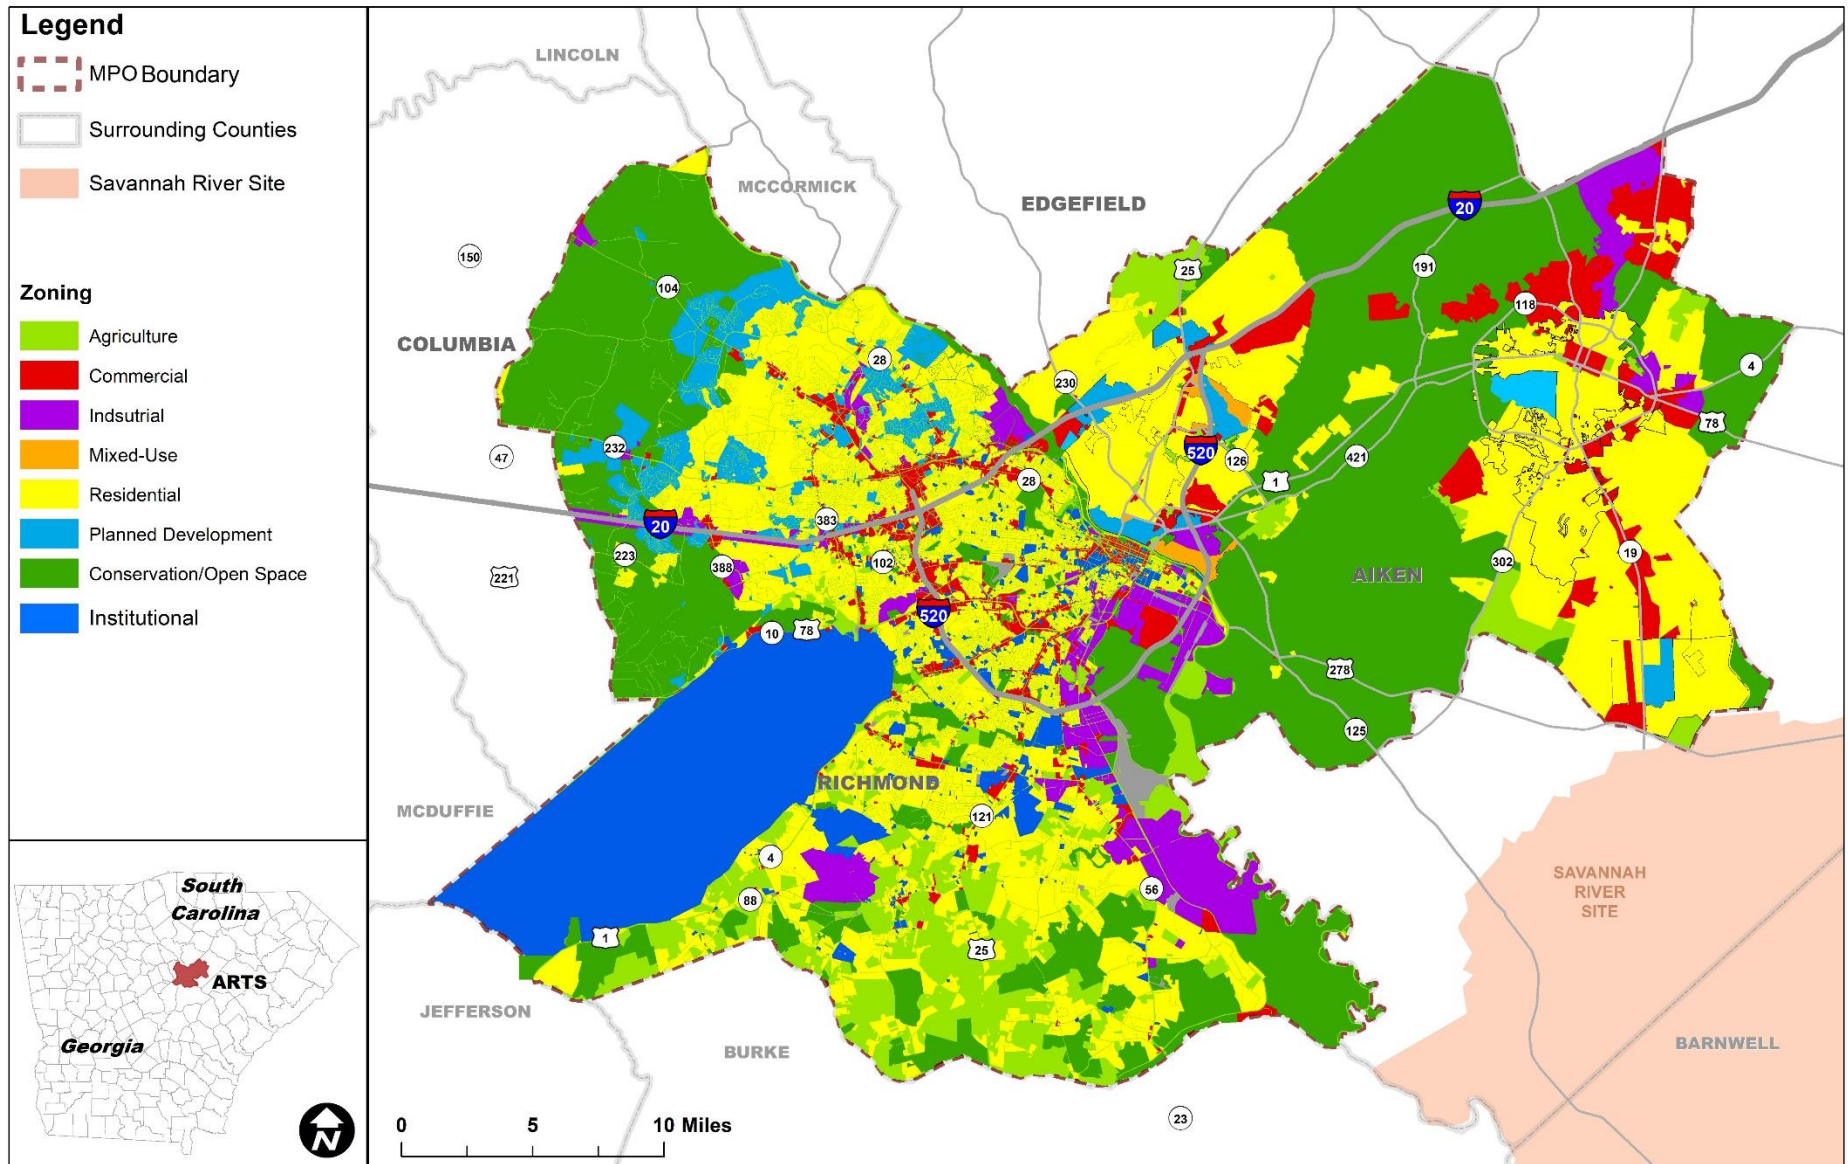 Legend
MPO Boundary
Surrounding Counties
Savannah River Site
Zoning
Agriculture
Commercial
Indsutrial
Mixed-Use
Residential
Planned Development
Conservation/Open Space
Institutional
South
Carolina
ARTS
Georgia
N
LINCOLN
MCCORMICK
EDGEFIELD
20
150
25
191
104
118
COLUMBIA
28
4
230
78
232
47
520
126
421
28
1
383
20
19
223
102
302
388
221
AIKEN
520
10
78
278
125
RICHMOND
MCDUFFIE
121
4
SAVANNAH
RIVER
SITE
56
88
1
25
JEFFERSON
BURKE
BARNWELL
23
0 5 10 Miles